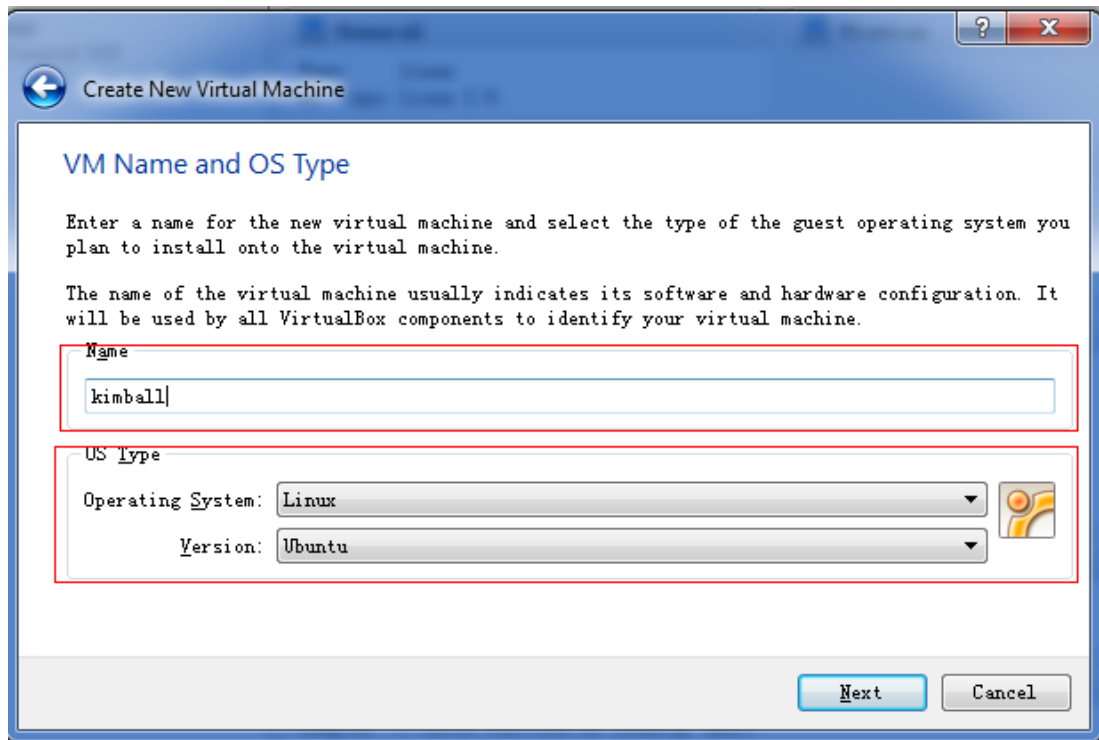 Create New Virtual Machine
VM Name and OS Type
Enter a name for the new virtual machine and select the type of the guest operating system you
plan to install onto the virtual machine.
The name of the virtual machine usually indicates its software and hardware configuration. It
will be used by all VirtualBox components to identify your virtual machine.
Name
kimball
OS Type
Operating System: Linux
Version: Ubuntu
Next Cancel